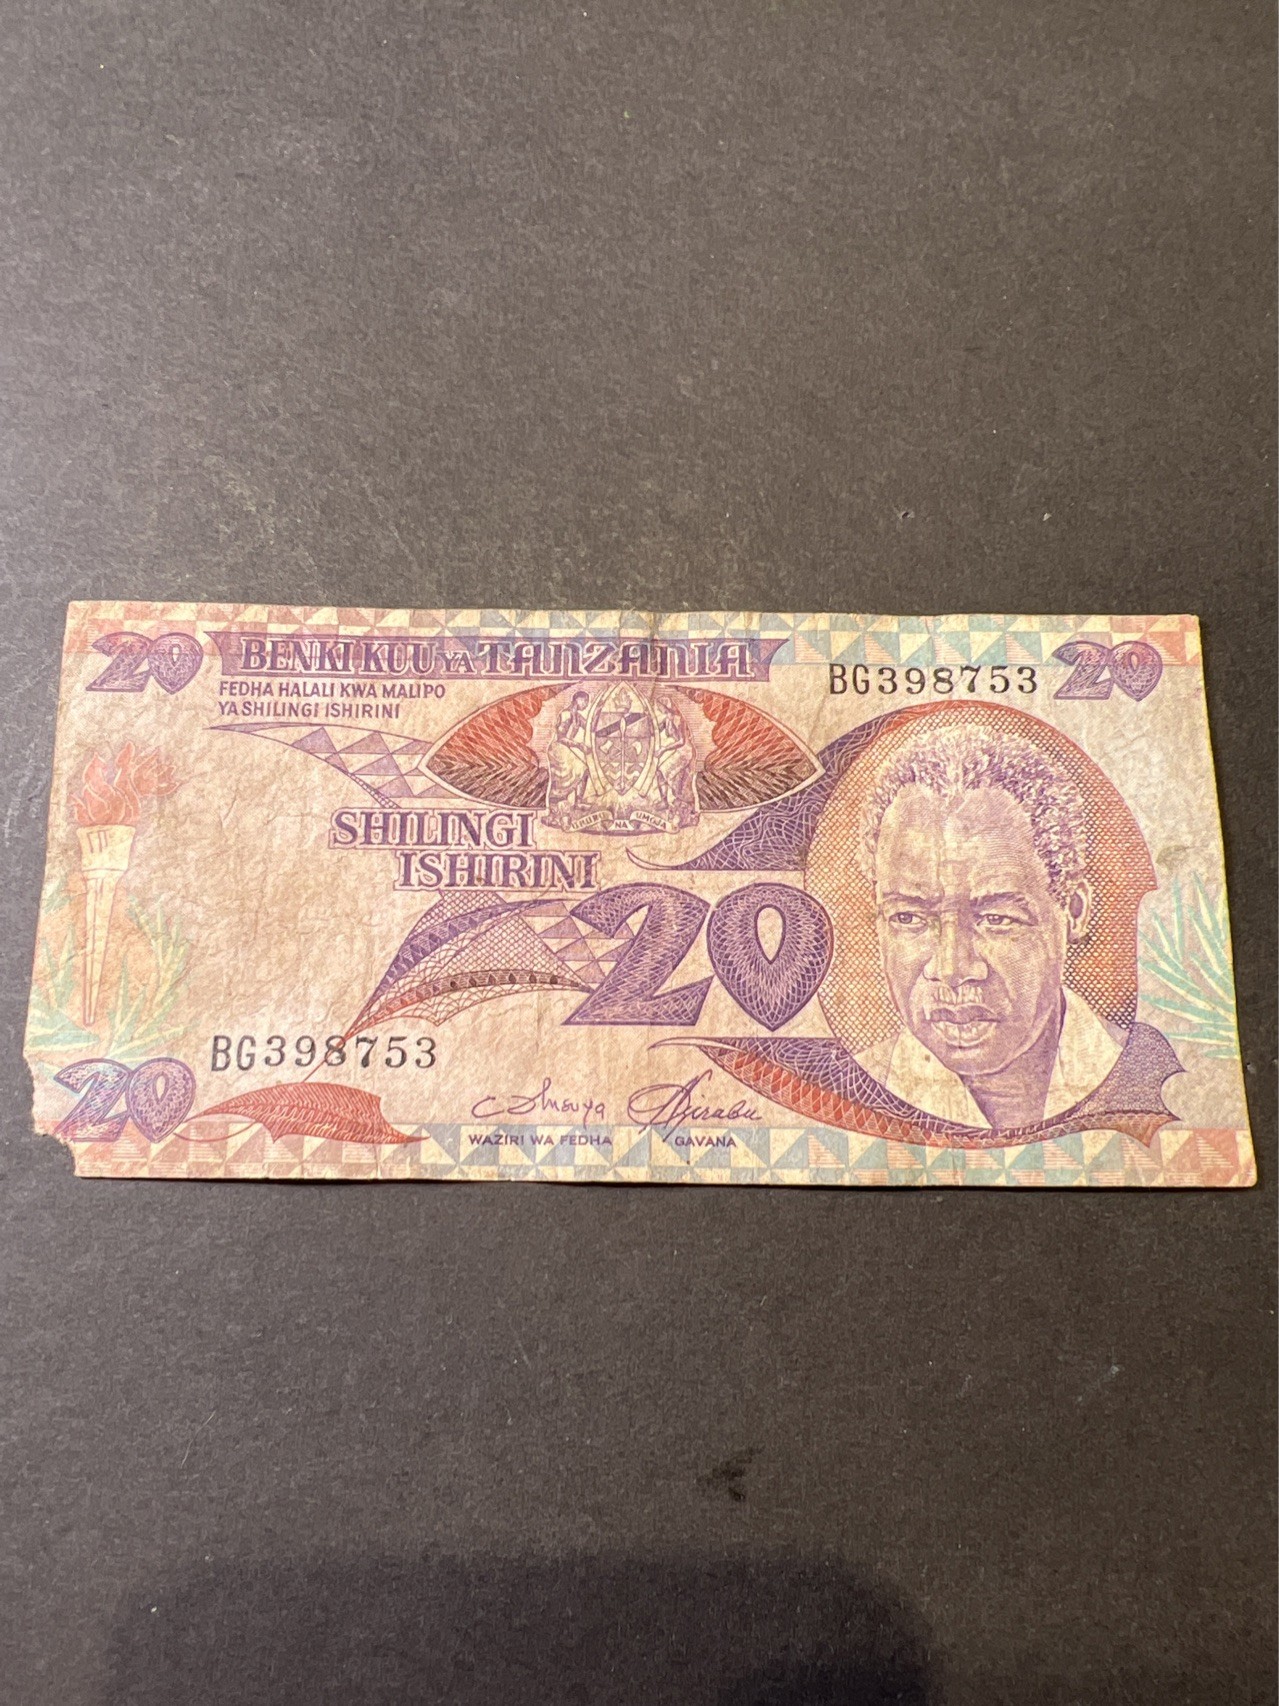 20 BENKI KUU YA TANZANIA
BG398753 20
FEDHA HALALI KWA MALIPO
YA SHILINGI ISHIRINI
UHURU NA UMOJA
SHILINGI
ISHIRINI
20
BG398753
20
WAZIRI WA FEDHA GAVANA